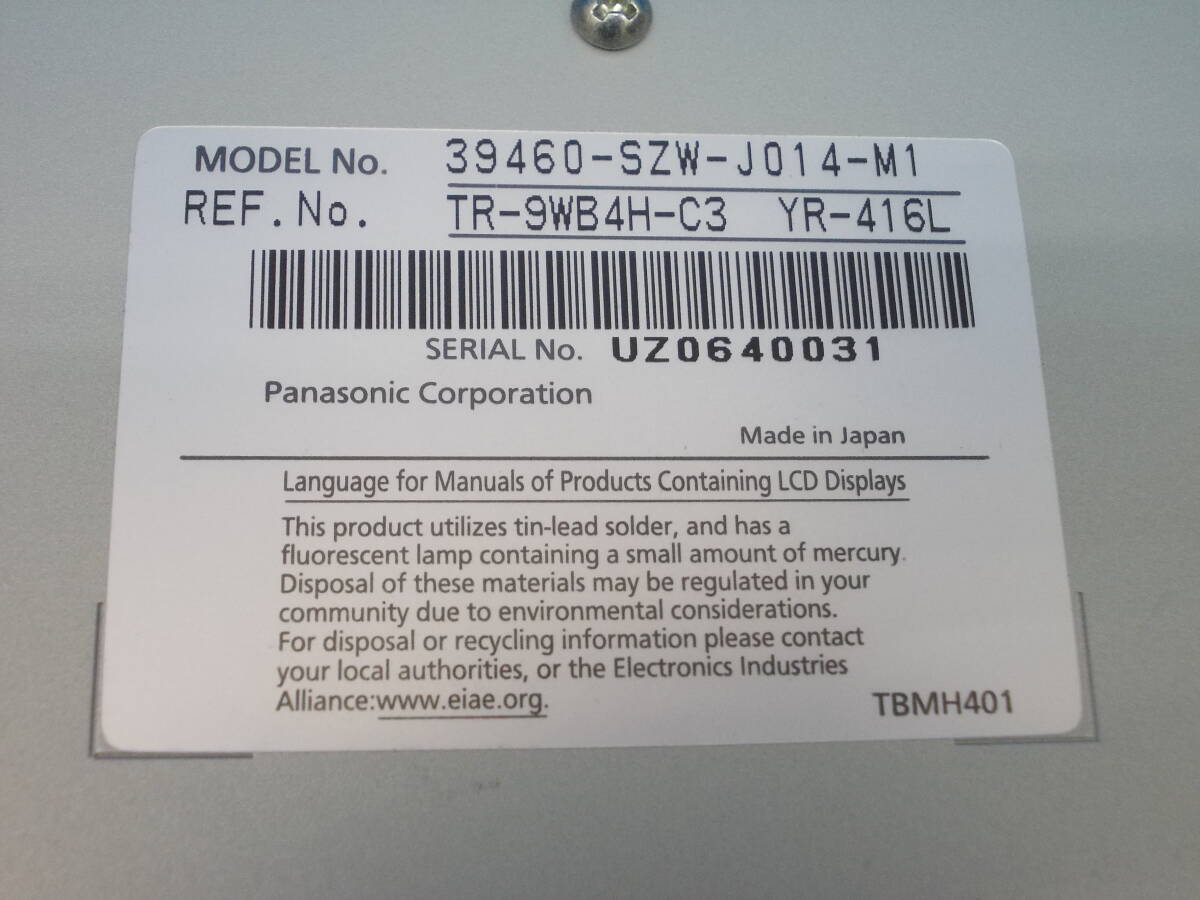 MODEL No. 39460-SZW-J014-M1
REF.No. TR-9WB4H-C3 YR-416L
SERIAL No. UZ0640031
Panasonic Corporation
Made in Japan
Language for Manuals of Products Containing LCD Displays
This product utilizes tin-lead solder, and has a
fluorescent lamp containing a small amount of mercury.
Disposal of these materials may be regulated in your
community due to environmental considerations.
For disposal or recycling information please contact
your local authorities, or the Electronics Industries
Alliance:www.eiae.org.
TBMH401